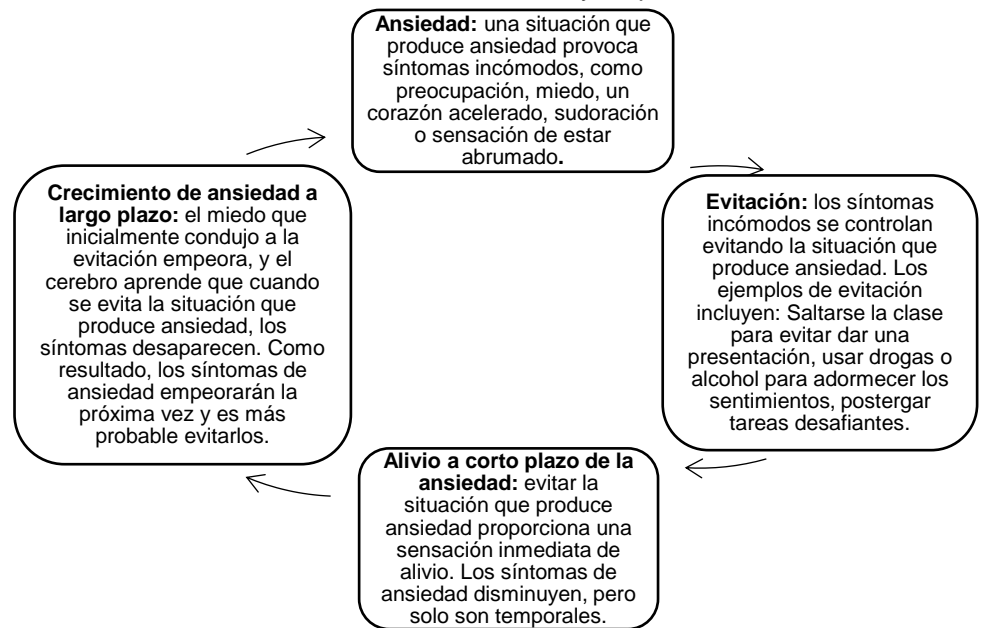 Ansiedad: una situación que
produce ansiedad provoca
síntomas incómodos, como
preocupación, miedo, un
corazón acelerado, sudoración
o sensación de estar
abrumado.
Evitación: los síntomas
incómodos se controlan
evitando la situación que
produce ansiedad. Los
ejemplos de evitación
incluyen: Saltarse la clase
para evitar dar una
presentación, usar drogas o
alcohol para adormecer los
sentimientos, postergar
tareas desafiantes.
Alivio a corto plazo de la
ansiedad: evitar la
situación que produce
ansiedad proporciona una
sensación inmediata de
alivio. Los síntomas de
ansiedad disminuyen, pero
solo son temporales.
Crecimiento de ansiedad a
largo plazo: el miedo que
inicialmente condujo a la
evitación empeora, y el
cerebro aprende que cuando
se evita la situación que
produce ansiedad, los
síntomas desaparecen. Como
resultado, los síntomas de
ansiedad empeorarán la
próxima vez y es más
probable evitarlos.